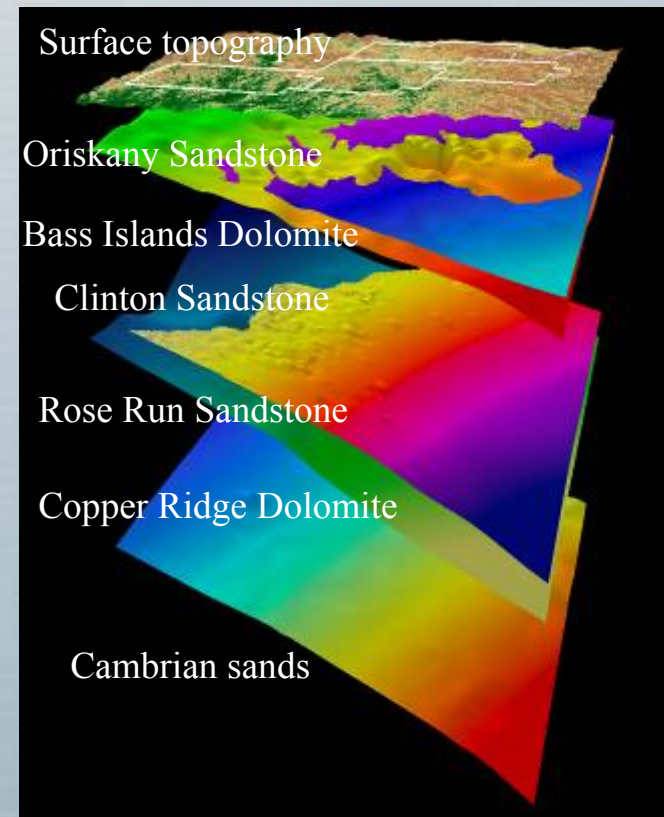 Surface topography
Oriskany Sandstone
Bass Islands Dolomite
Clinton Sandstone
Rose Run Sandstone
Copper Ridge Dolomite
Cambrian sands